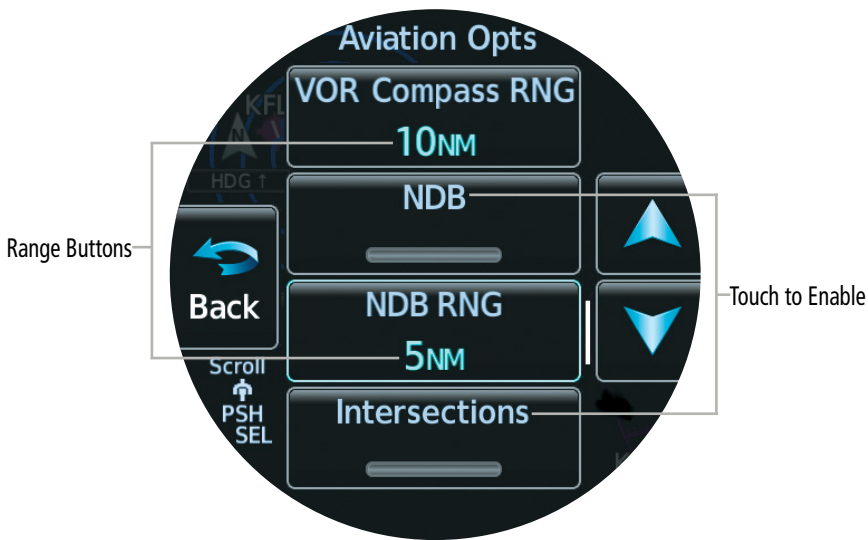 Aviation Opts
VOR Compass RNG
10NM
KFL
N
HDG ↑
NDB
Range Buttons
Back
NDB RNG
5NM
Touch to Enable
Scroll
PSH
SEL
Intersections
K